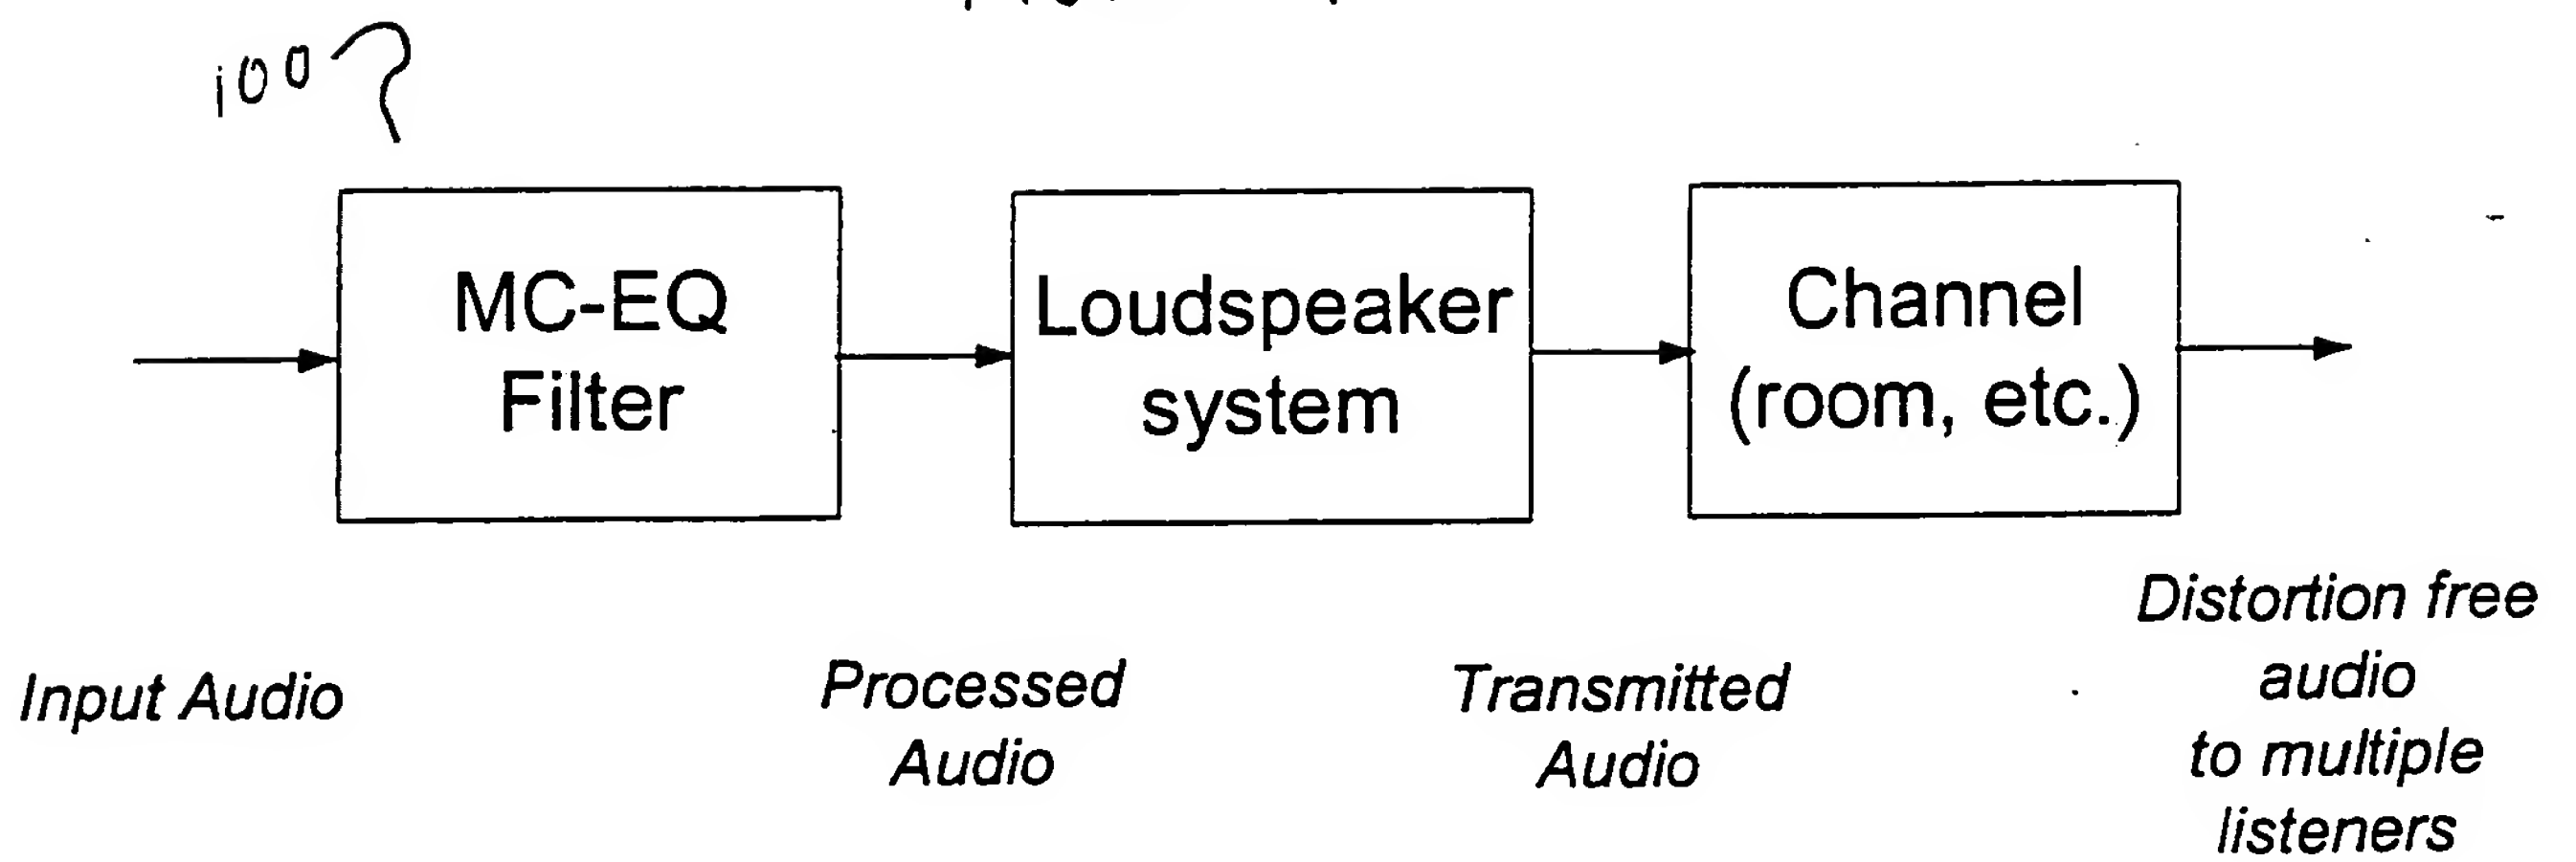 100
MC-EQ
Filter
Loudspeaker
system
Channel
(room, etc.)
Input Audio
Processed
Audio
Transmitted
Audio
Distortion free
audio
to multiple
listeners